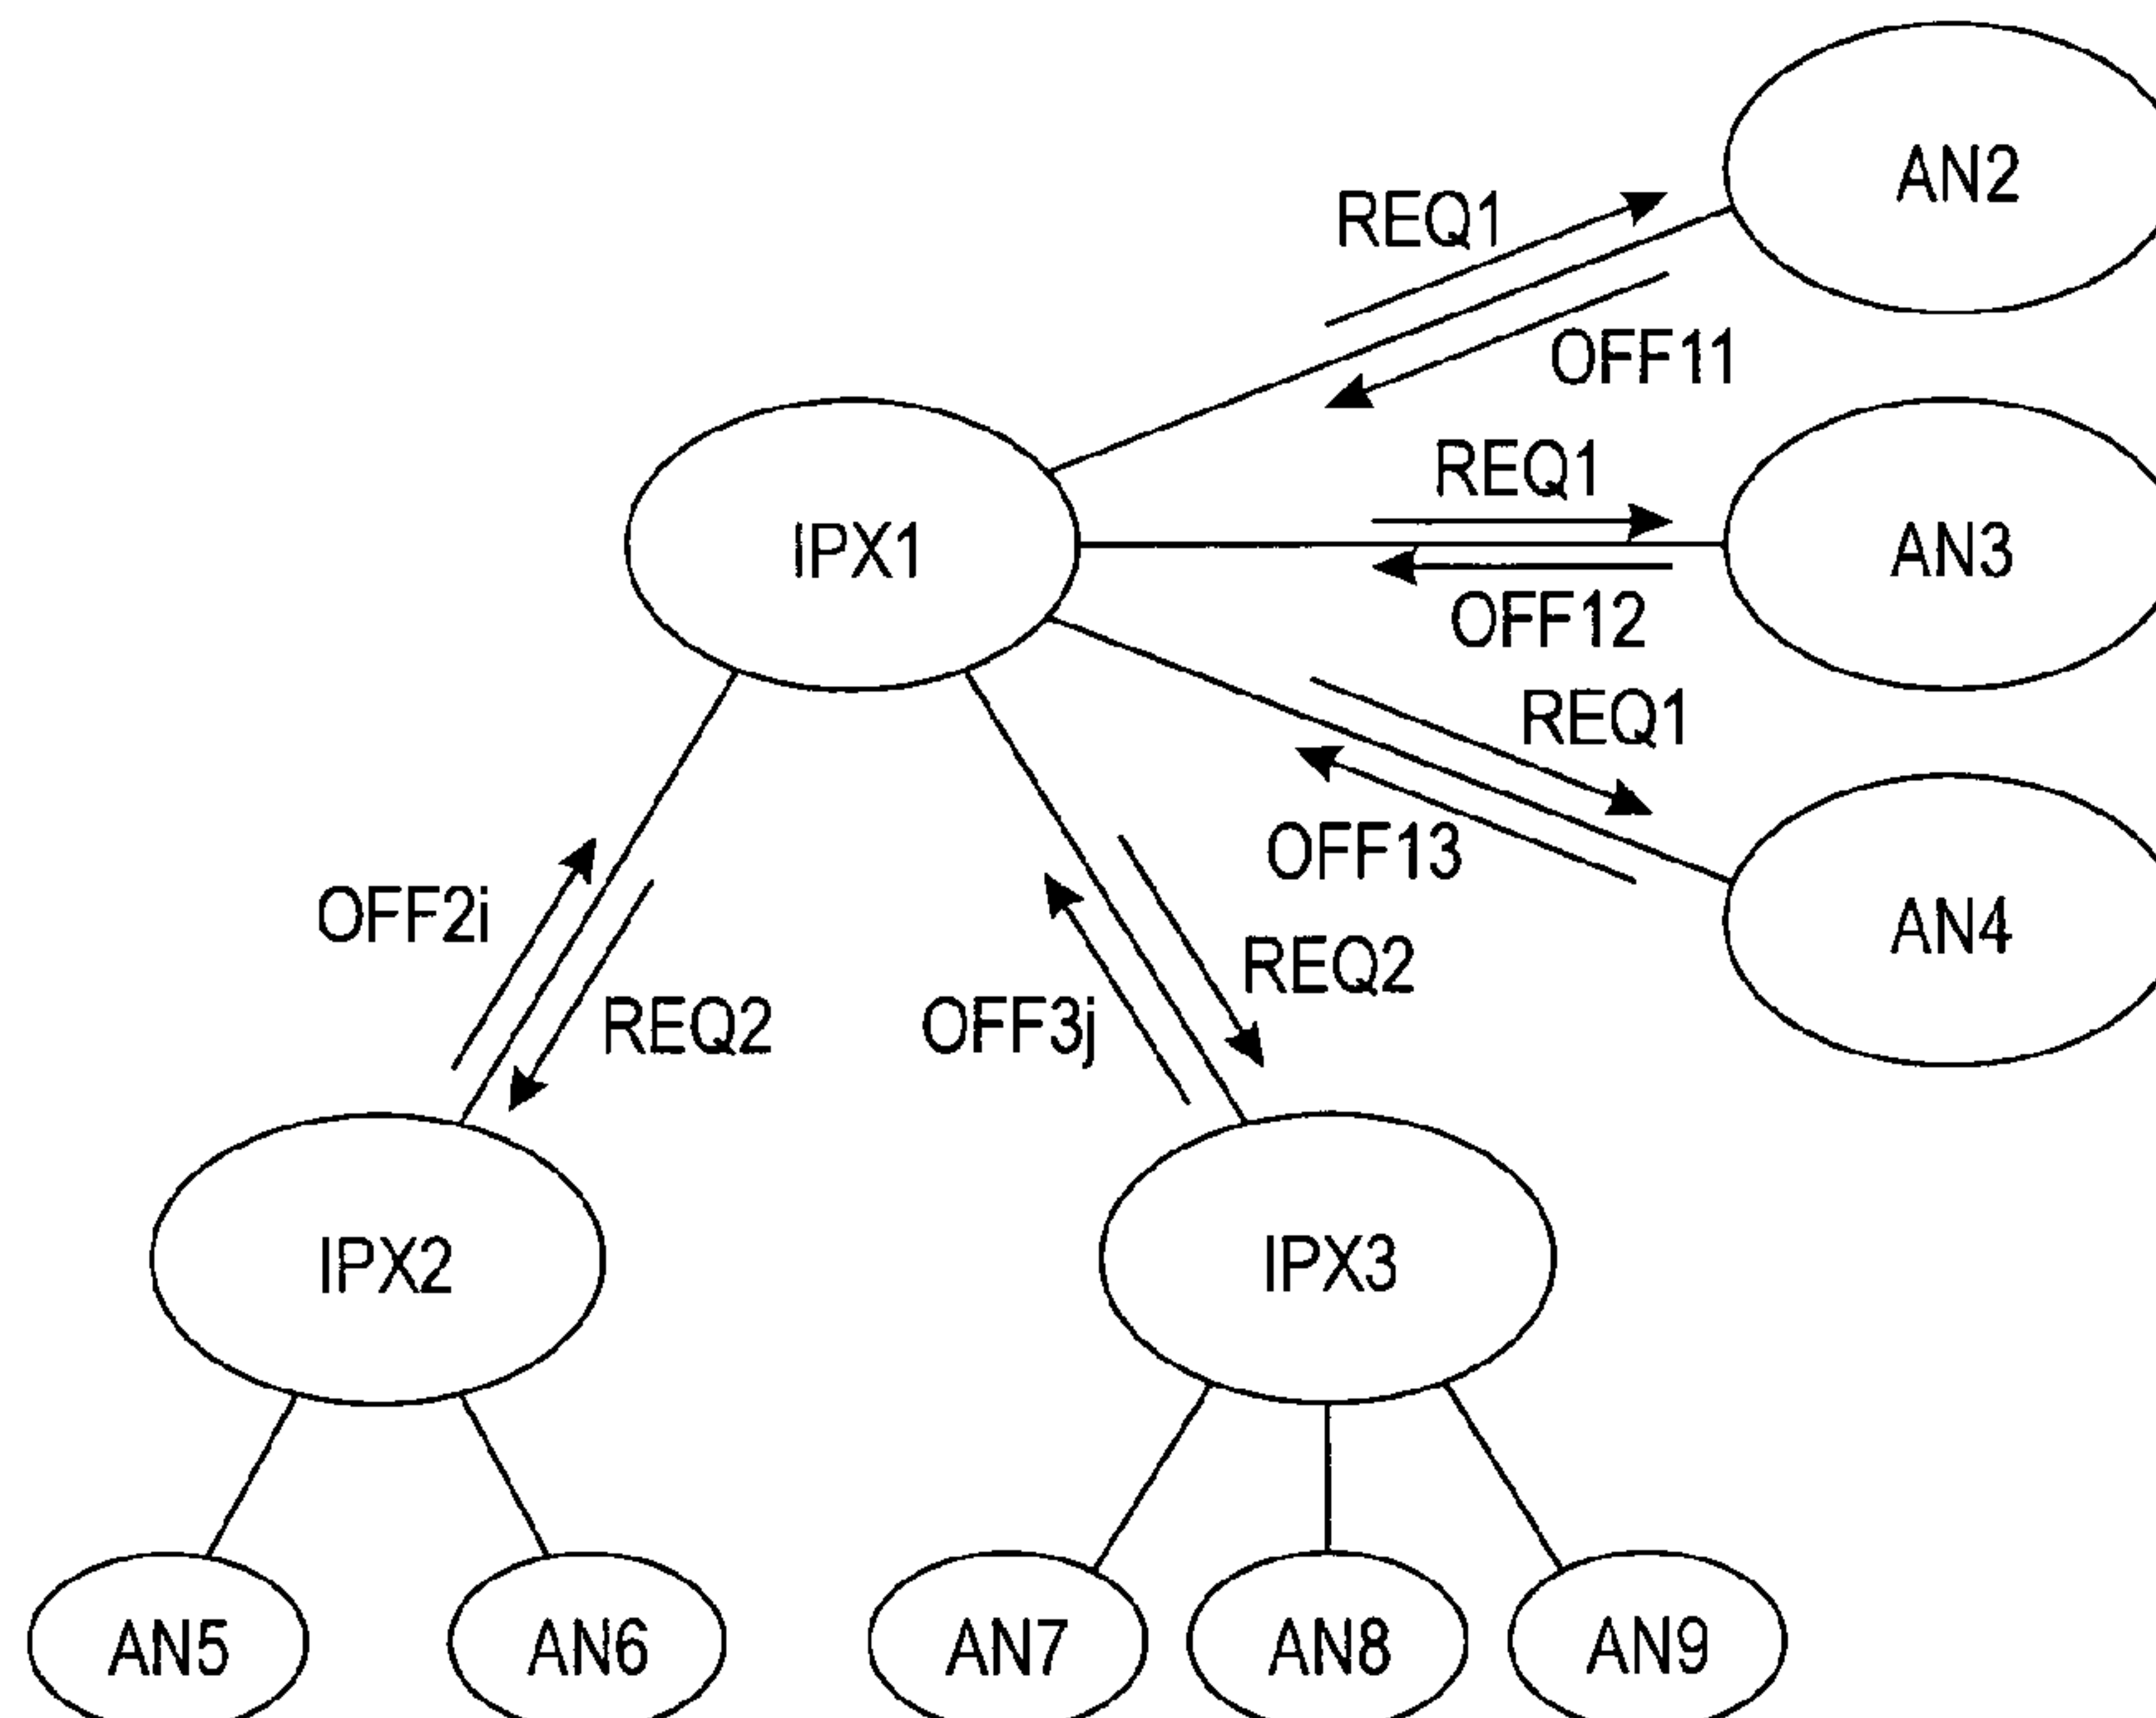 AN2
REQ1
OFF11
REQ1
IPX1
AN3
OFF12
REQ1
OFF13
AN4
OFF2i
REQ2
OFF3j
REQ2
IPX2
IPX3
AN5
AN6
AN7
AN8
AN9